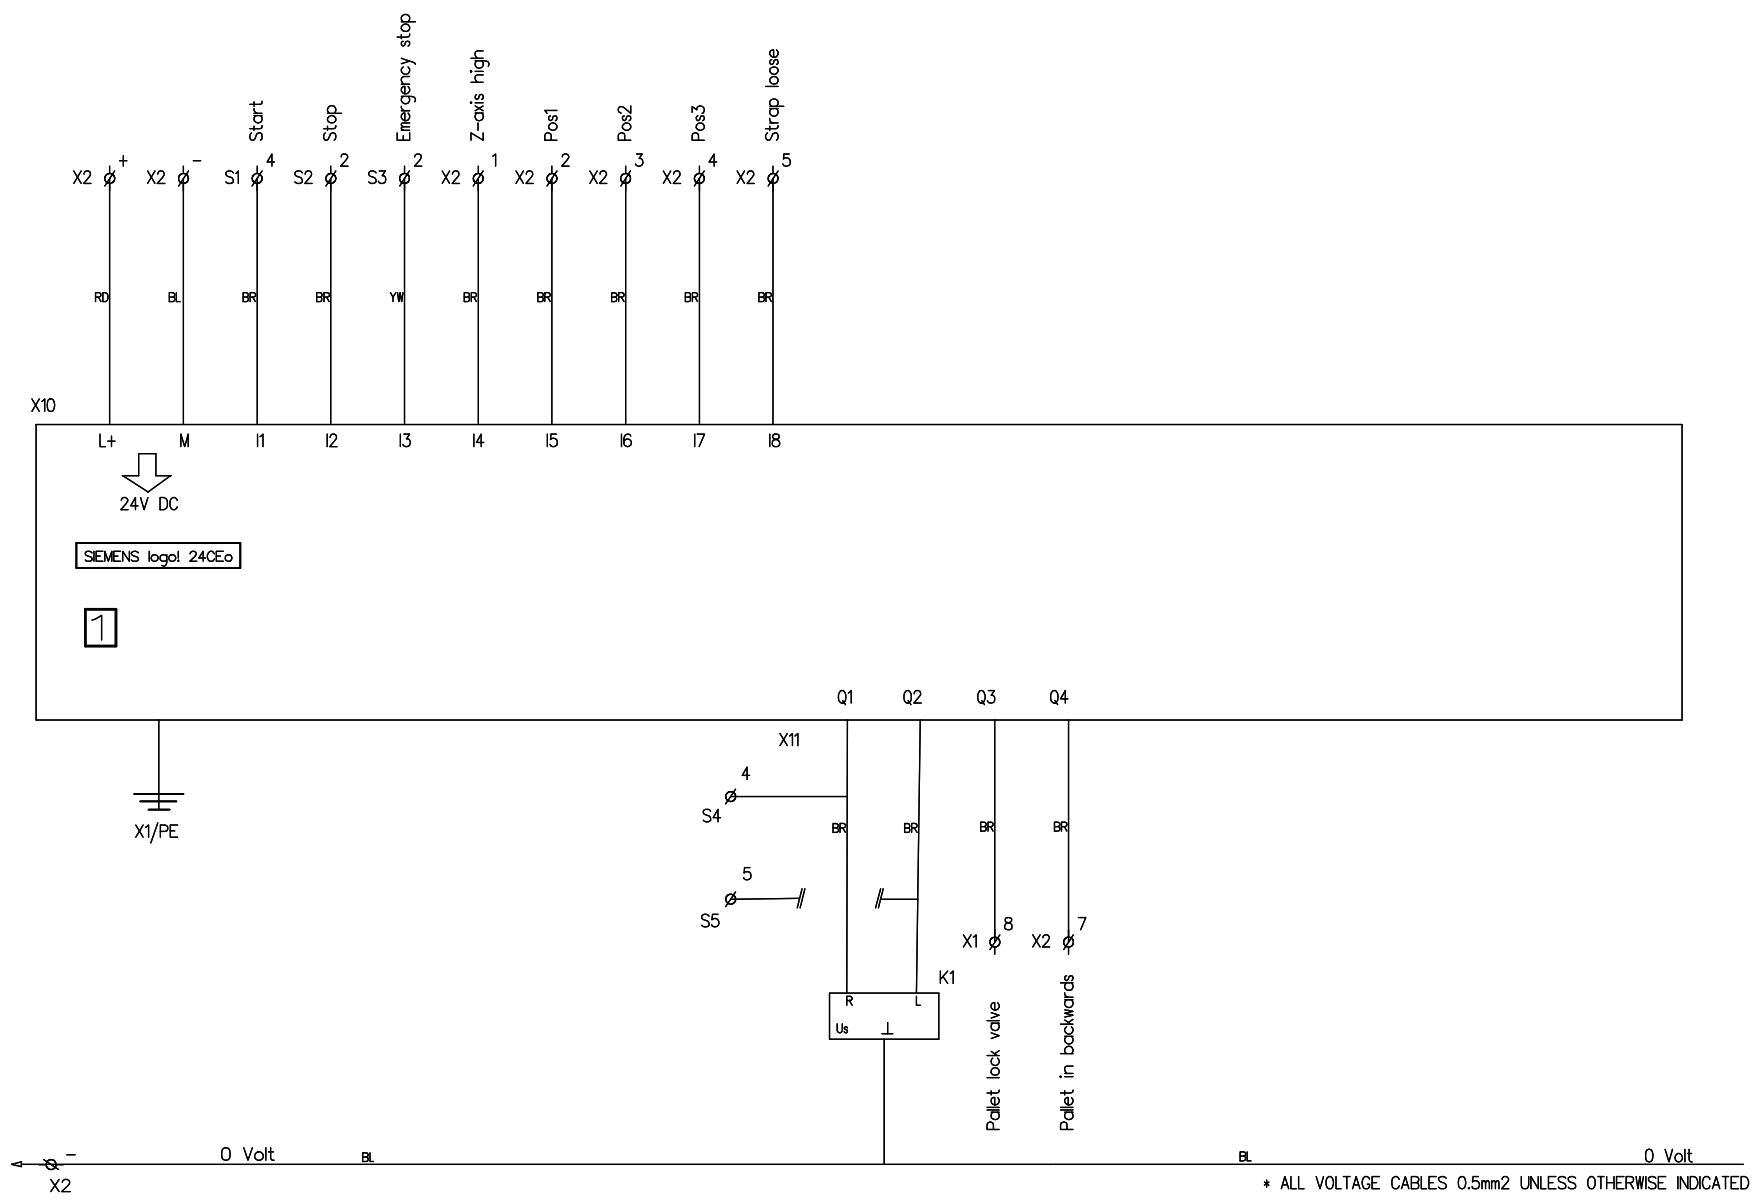 Start
Stop
Emergency stop
Z-axis high
Pos1
Pos2
Pos3
Strap loose
X2 + X2 - S1 4 S2 2 S3 2 X2 1 X2 2 X2 3 X2 4 X2 5
RD BL BR BR YW BR BR BR BR BR
X10
L+ M I1 I2 I3 I4 I5 I6 I7 I8
24V DC
SIEMENS logo! 24CEo
1
Q1 Q2 Q3 Q4
X11
4
S4
X1/PE
BR BR BR BR
5
S5
X1 8 X2 7
K1
R L
Us ⊥
Pallet lock valve
Pallet in backwards
- 0 Volt BL BL 0 Volt
X2
* ALL VOLTAGE CABLES 0.5mm2 UNLESS OTHERWISE INDICATED